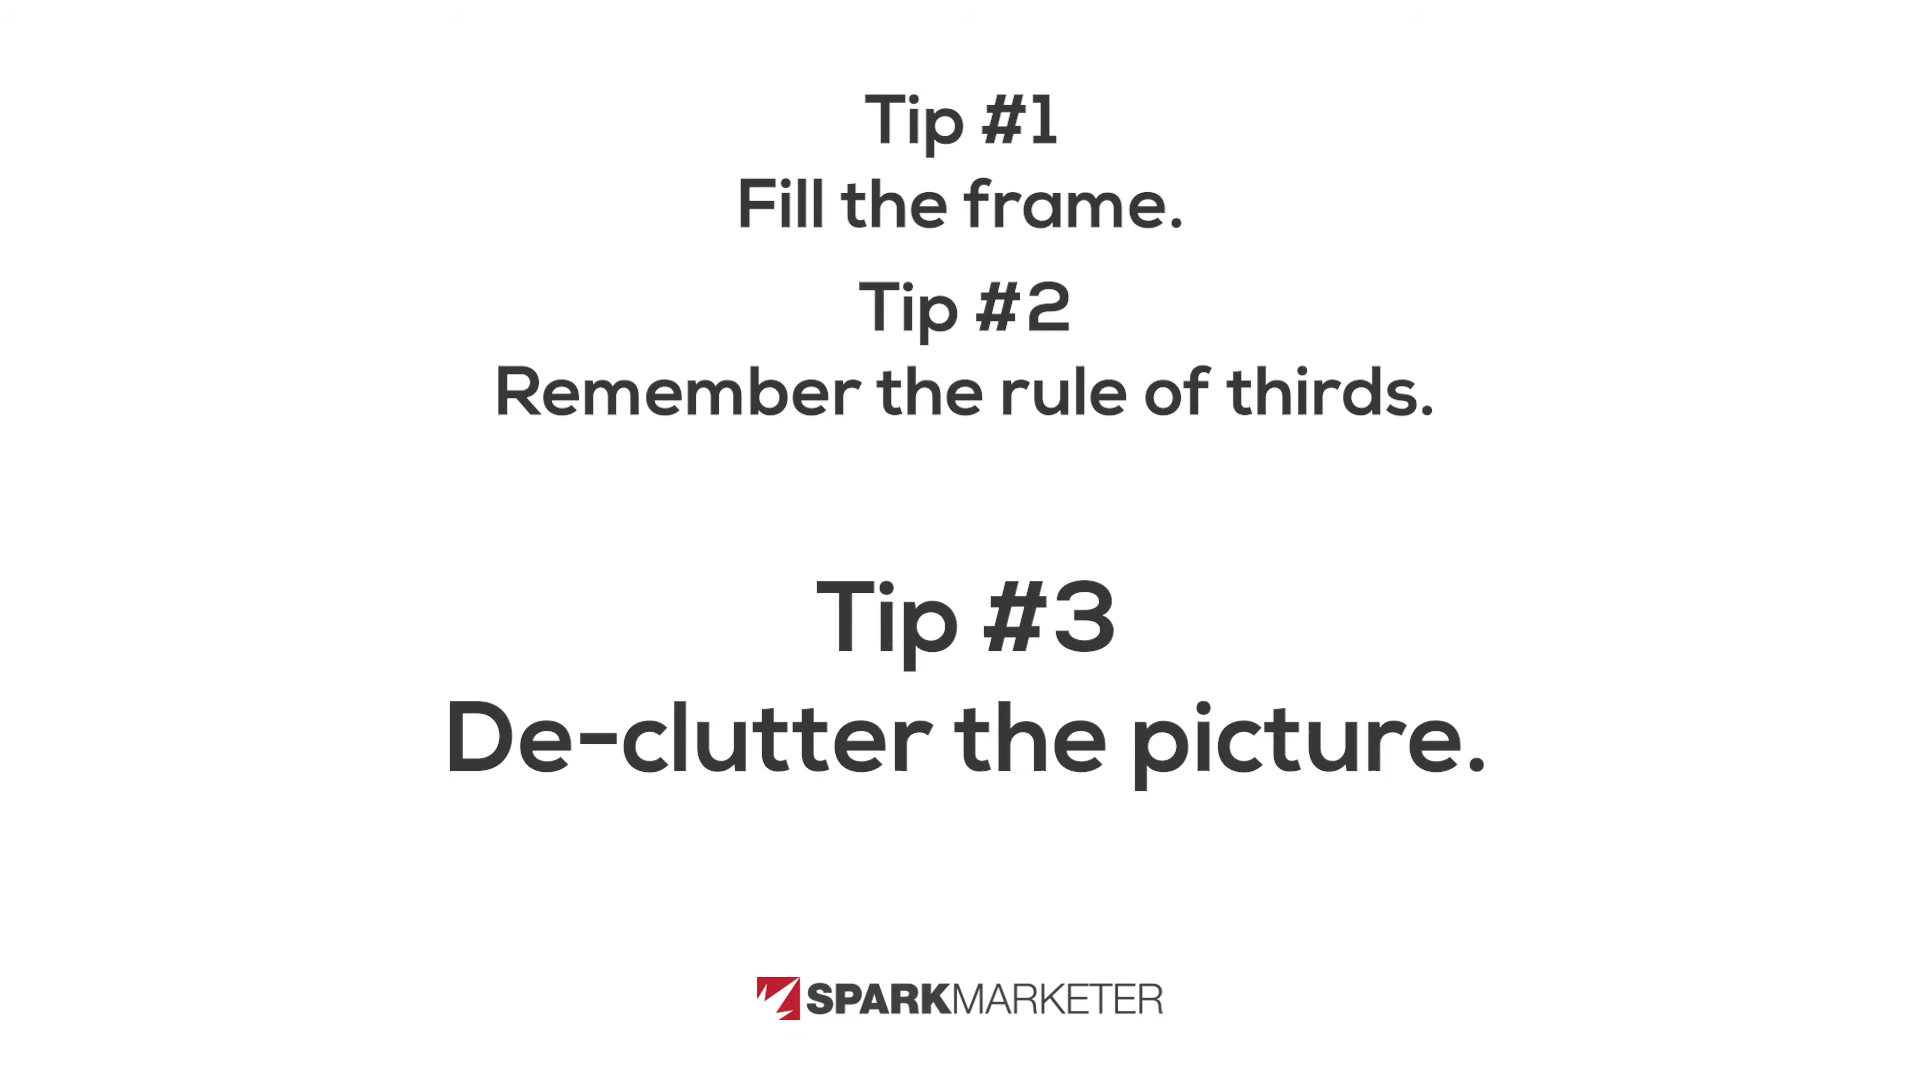 Tip #1
Fill the frame.
Tip #2
Remember the rule of thirds.
Tip #3
De-clutter the picture.
SPARKMARKETER